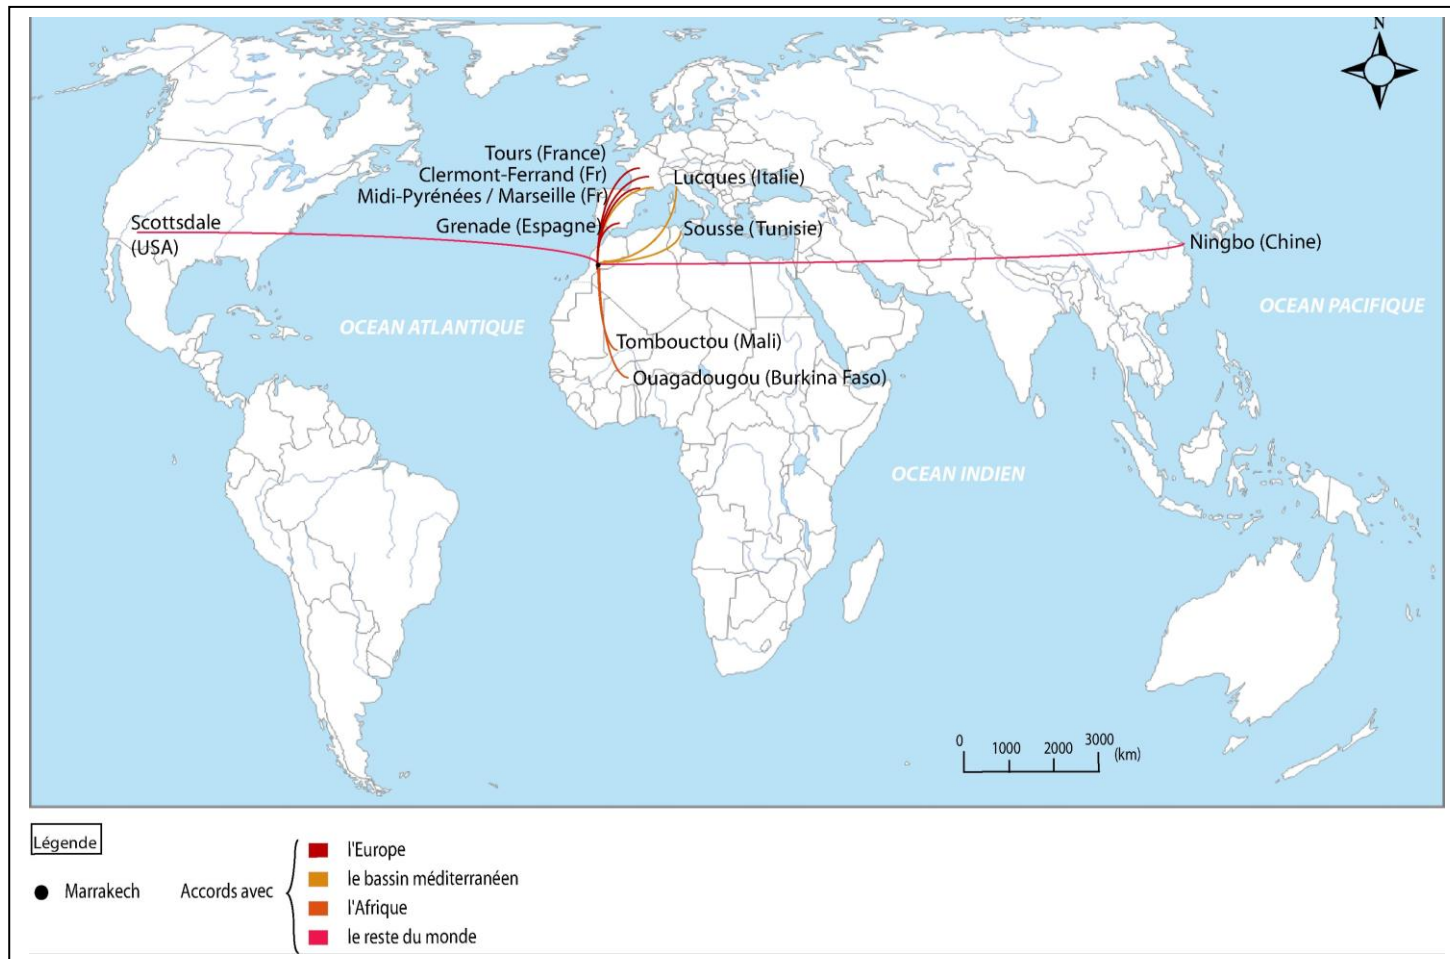 N
Tours (France)
Clermont-Ferrand (Fr)
Lucques (Italie)
Midi-Pyrénées / Marseille (Fr)
Scottsdale
(USA)
Grenade (Espagne)
Sousse (Tunisie)
Ningbo (Chine)
OCEAN PACIFIQUE
OCEAN ATLANTIQUE
Tombouctou (Mali)
Ouagadougou (Burkina Faso)
OCEAN INDIEN
0 1000 2000 3000
(km)
Légende
Marrakech
Accords avec
l'Europe
le bassin méditerranéen
l'Afrique
le reste du monde